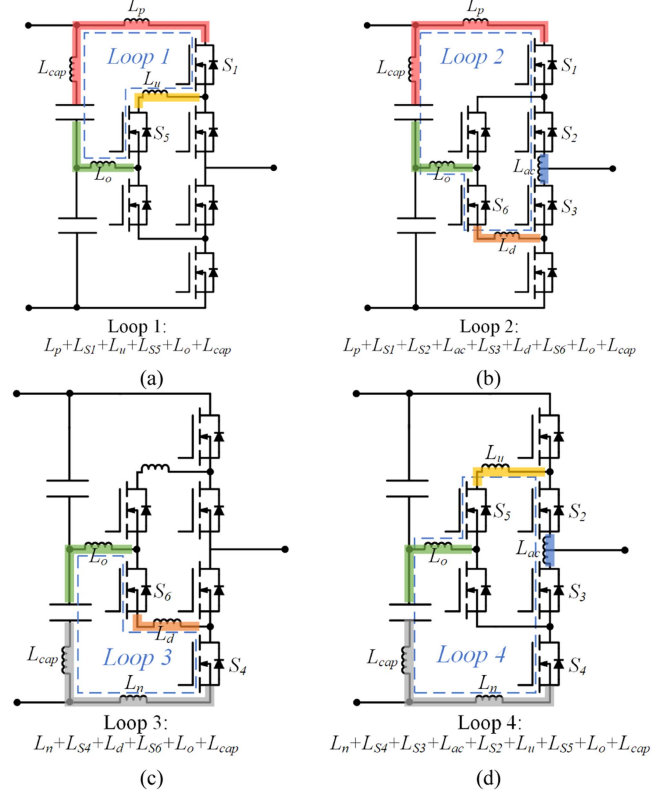 L_p
L_cap
Loop 1
S_1
L_u
S_5
L_o
Loop 1:
L_p+L_S1+L_u+L_S5+L_o+L_cap
(a)
L_p
L_cap
Loop 2
S_1
S_2
L_ac
L_o
S_6
S_3
L_d
Loop 2:
L_p+L_S1+L_S2+L_ac+L_S3+L_d+L_S6+L_o+L_cap
(b)
L_o
S_6
L_d
L_cap
Loop 3
S_4
L_n
Loop 3:
L_n+L_S4+L_d+L_S6+L_o+L_cap
(c)
L_u
S_5
S_2
L_o
L_ac
S_3
L_cap
Loop 4
S_4
L_n
Loop 4:
L_n+L_S4+L_S3+L_ac+L_S2+L_u+L_S5+L_o+L_cap
(d)